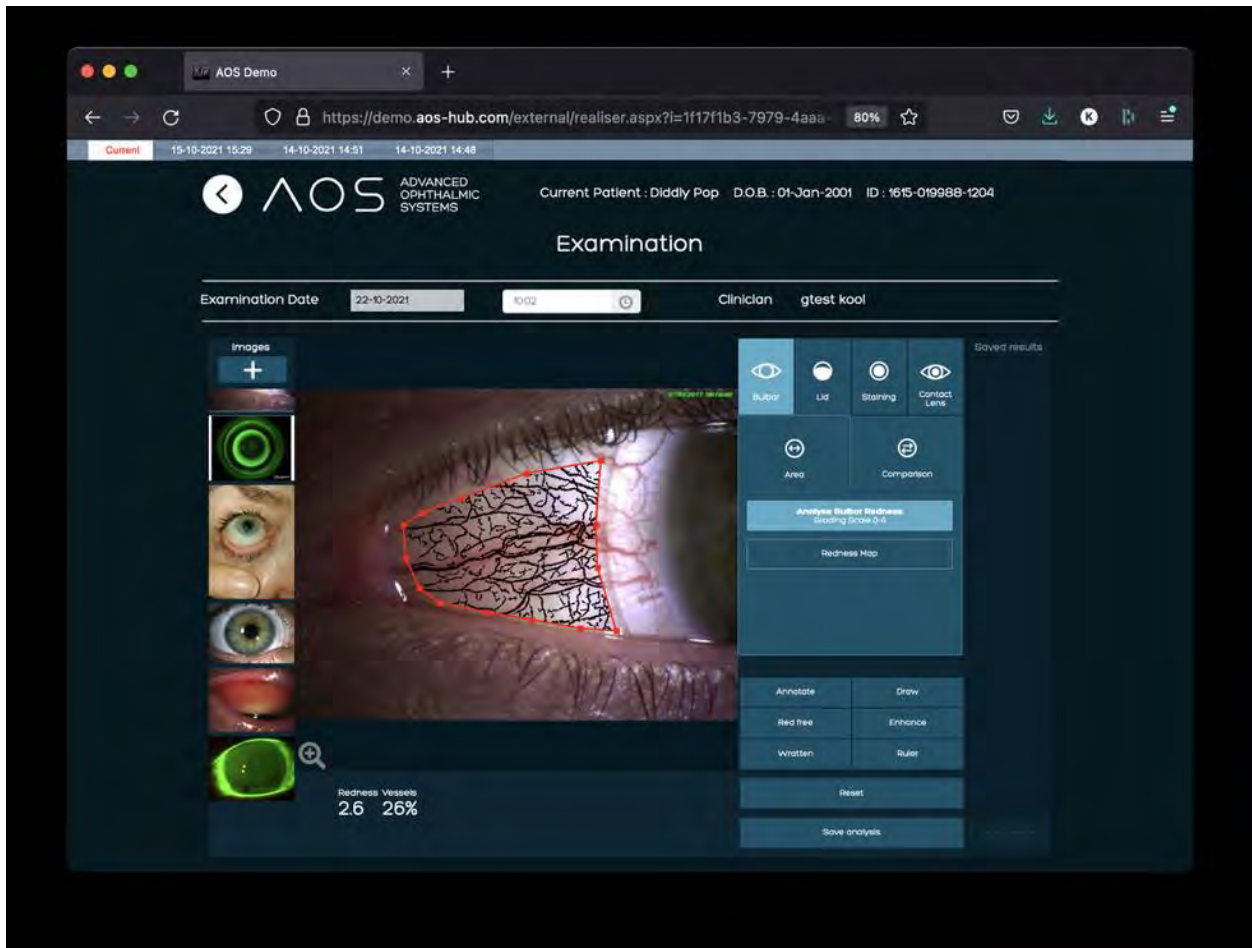 AOS Demo
https://demo.aos-hub.com/external/realiser.aspx?i=1f17f1b3-7979-4aaa
80%
K
Current 15-10-2021 15:29 14-10-2021 14:51 14-10-2021 14:48
AOS ADVANCED
OPHTHALMIC
SYSTEMS
Current Patient : Diddly Pop D.O.B. : 01-Jan-2001 ID : 1615-019988-1204
Examination
Examination Date 22-10-2021 10:02 Clinician gtest kool
Images
Saved results
Bulbar Lid Staining Contact
Lens
Area Comparison
Analyse Bulbar Redness
Grading Scale 0-4
Redness Map
Annotate Draw
Red free Enhance
Wratten Ruler
Reset
Save analysis
Redness Vessels
2.6 26%